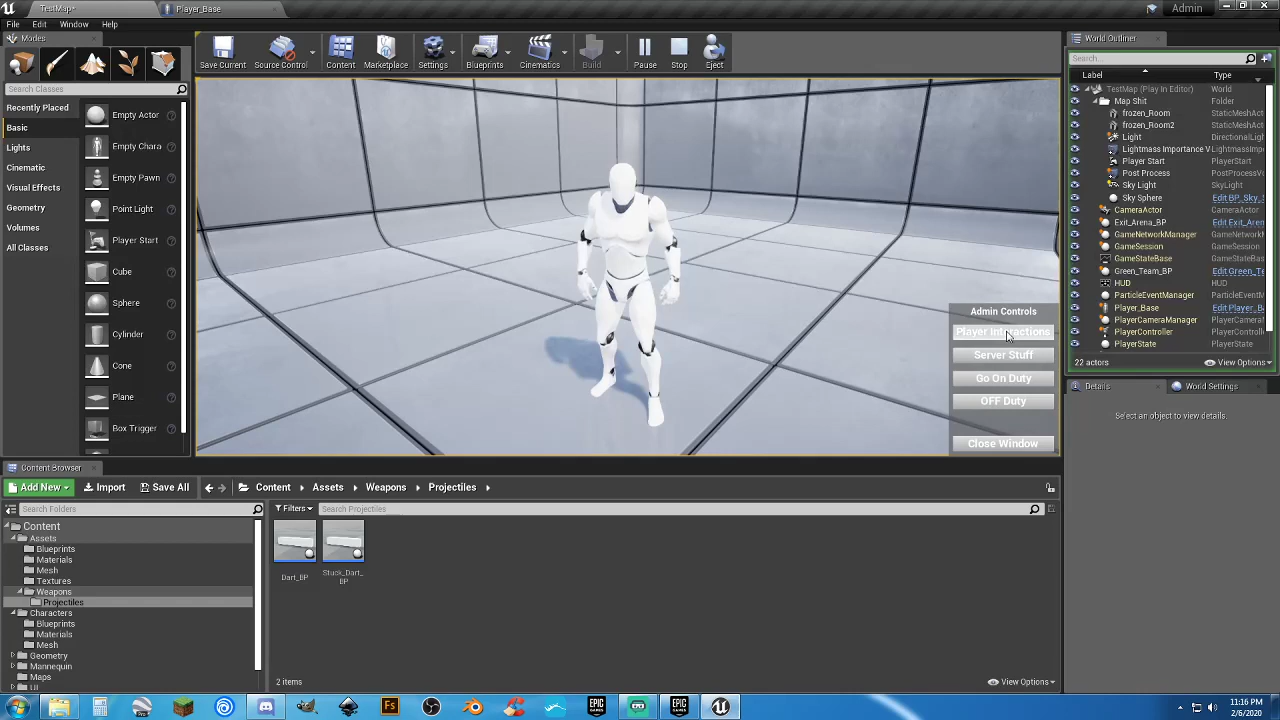 TestMap*
Player_Base
Admin
File Edit Window Help
Modes
Save Current
Source Control
Content
Marketplace
Settings
Blueprints
Cinematics
Build
Pause
Stop
Eject
Search Classes
Recently Placed
Basic
Lights
Cinematic
Visual Effects
Geometry
Volumes
All Classes
Empty Actor
Empty Chara
Empty Pawn
Point Light
Player Start
Cube
Sphere
Cylinder
Cone
Plane
Box Trigger
Admin Controls
Player Interactions
Server Stuff
Go On Duty
OFF Duty
Close Window
World Outliner
Search...
Label Type
TestMap (Play In Editor) World
Map Shit Folder
frozen_Room StaticMeshAct
frozen_Room2 StaticMeshAct
Light DirectionalLigh
Lightmass Importance V LightmassImp
Player Start PlayerStart
Post Process PostProcessV
Sky Light SkyLight
Sky Sphere Edit BP_Sky_S
CameraActor CameraActor
Exit_Arena_BP Edit Exit_Aren
GameNetworkManager GameNetwork
GameSession GameSession
GameStateBase GameStateBas
Green_Team_BP Edit Green_Te
HUD HUD
ParticleEventManager ParticleEventM
Player_Base Edit Player_B
PlayerCameraManager PlayerCamera
PlayerController PlayerControll
PlayerState PlayerState
22 actors View Options
Details
World Settings
Select an object to view details.
Content Browser
Add New
Import
Save All
Content
Assets
Weapons
Projectiles
Search Folders
Filters
Search Projectiles
Content
Assets
Blueprints
Materials
Mesh
Textures
Weapons
Projectiles
Characters
Blueprints
Materials
Mesh
Geometry
Mannequin
Maps
UI
Dart_BP
Stuck_Dart_
BP
2 items
View Options
11:16 PM
2/6/2020